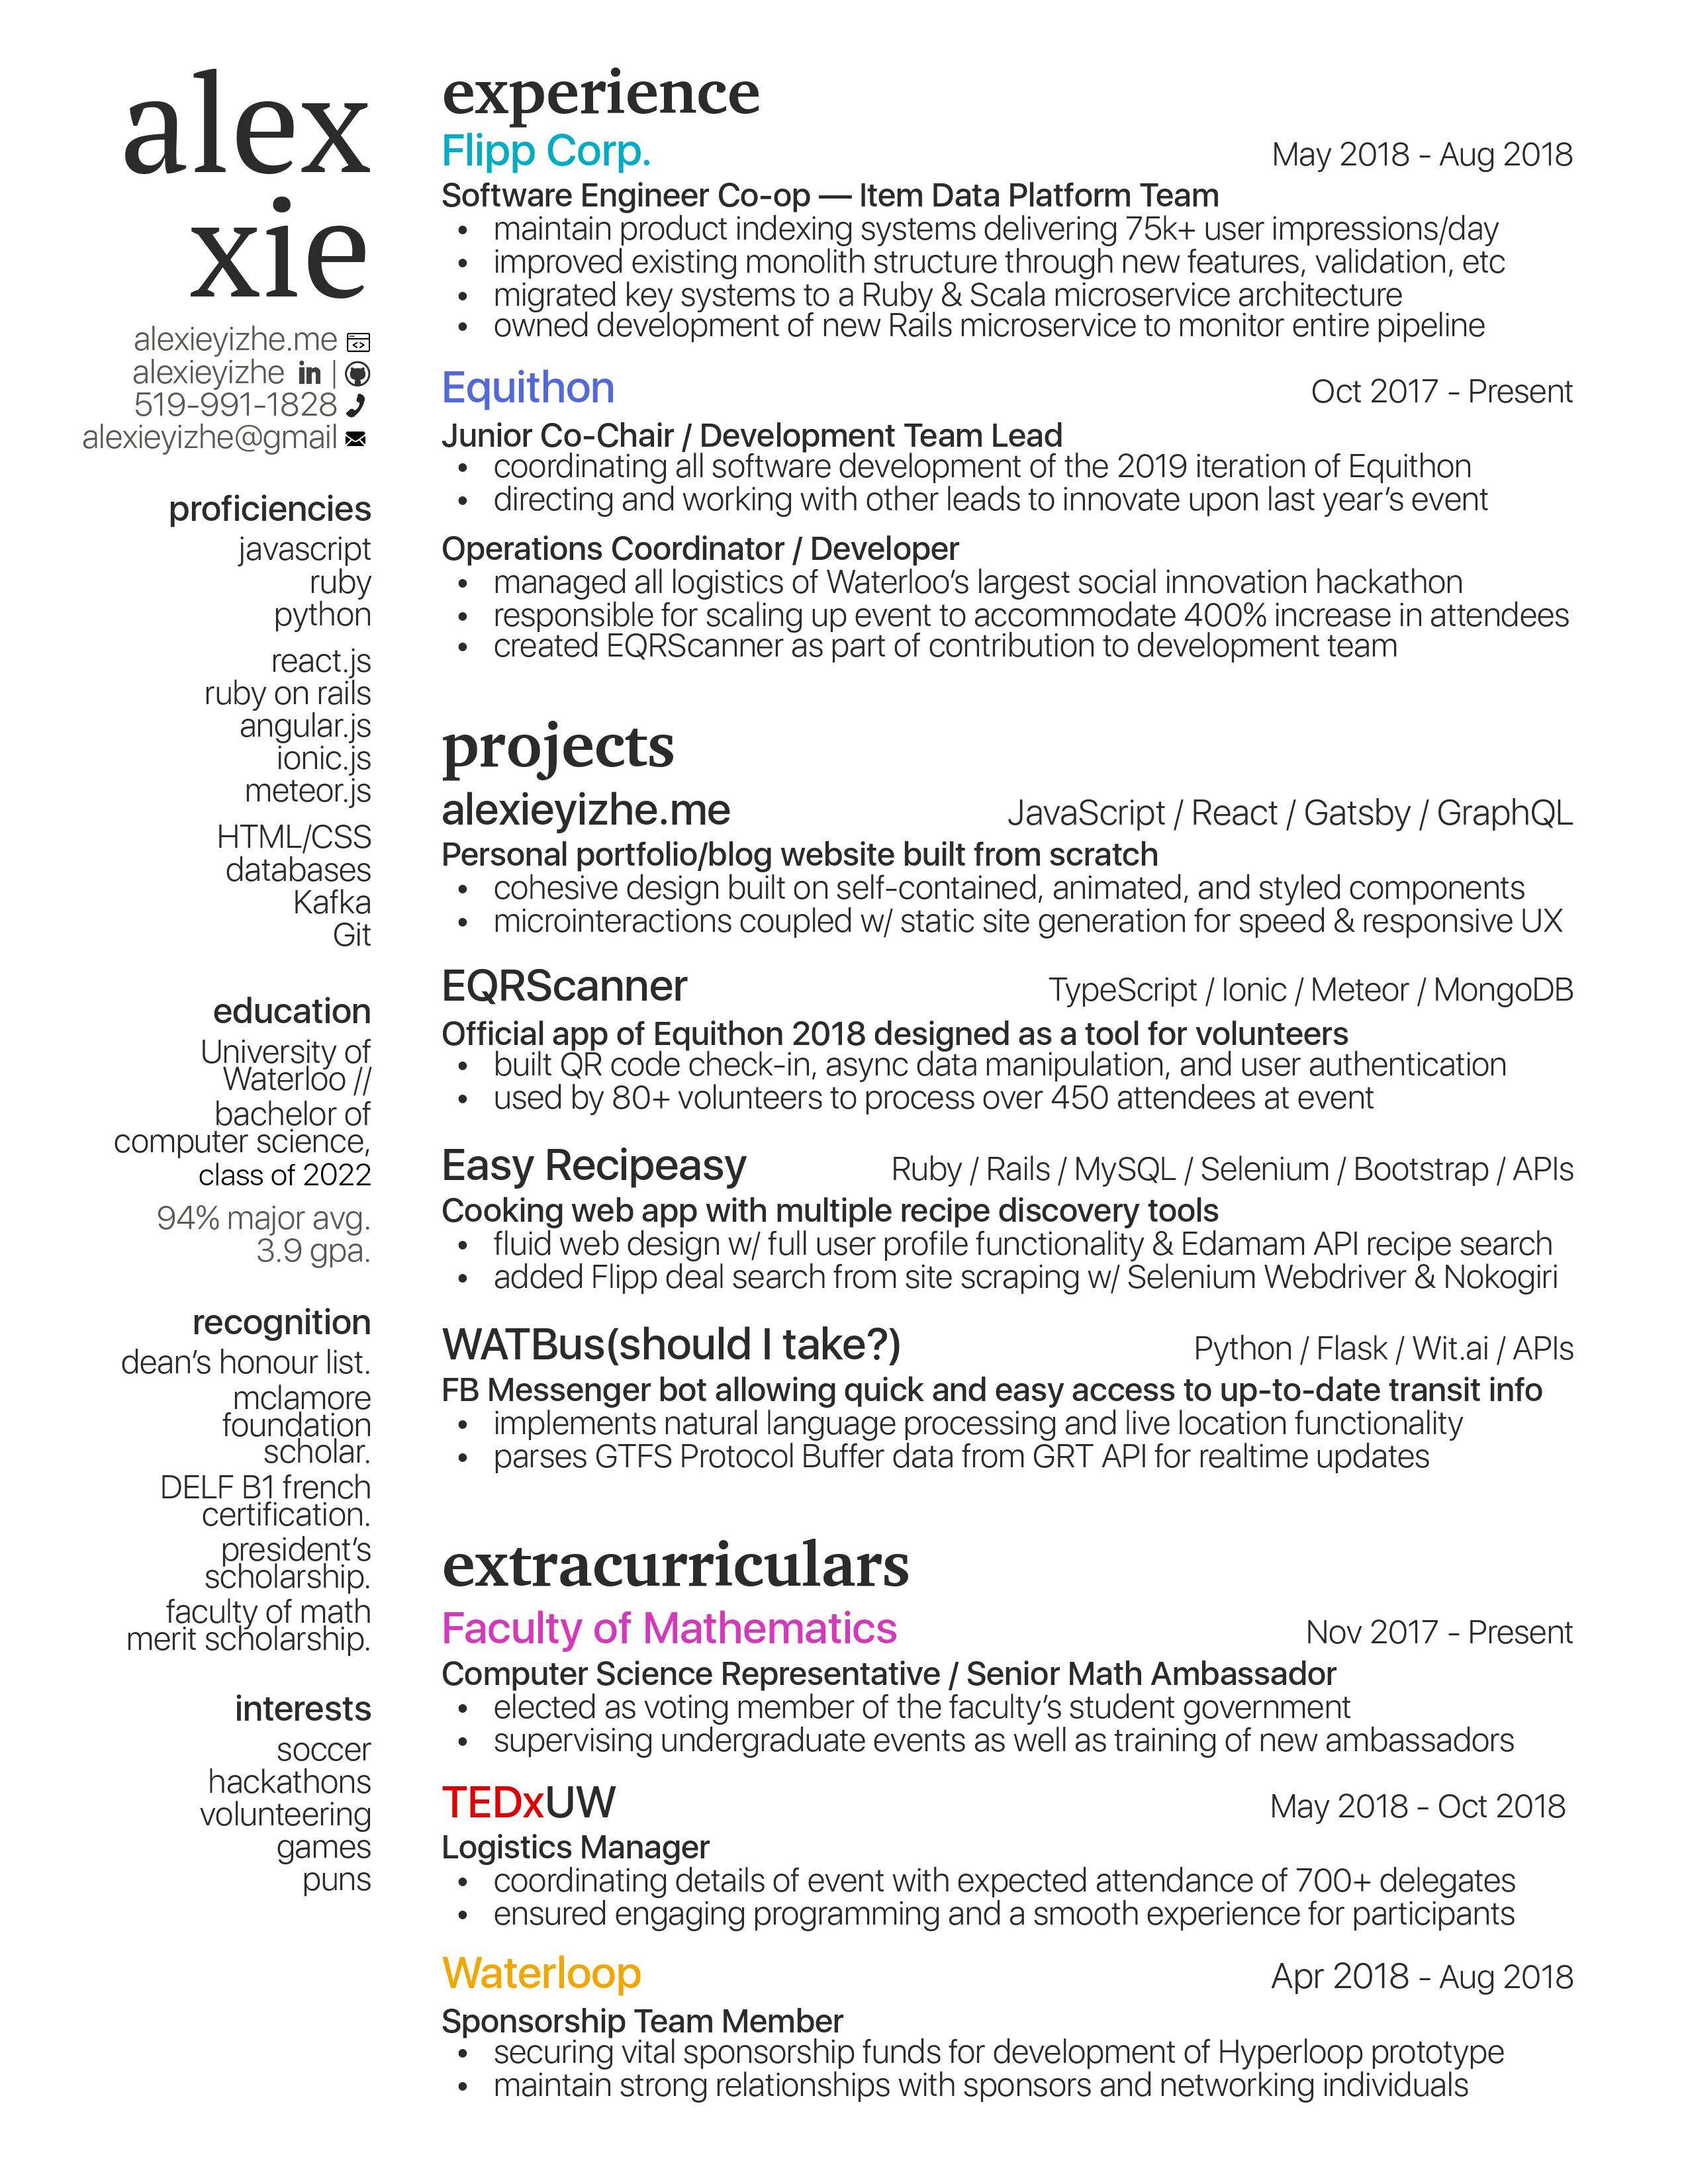 alex
xie
alexieyizhe.me
alexieyizhe in |
519-991-1828
alexieyizhe@gmail
proficiencies
javascript
ruby
python
react.js
ruby on rails
angular.js
ionic.js
meteor.js
HTML/CSS
databases
Kafka
Git
education
University of
Waterloo //
bachelor of
computer science,
class of 2022
94% major avg.
3.9 gpa.
recognition
dean's honour list.
mclamore
foundation
scholar.
DELF B1 french
certification.
president's
scholarship.
faculty of math
merit scholarship.
interests
soccer
hackathons
volunteering
games
puns
experience
Flipp Corp. May 2018 - Aug 2018
Software Engineer Co-op — Item Data Platform Team
• maintain product indexing systems delivering 75k+ user impressions/day
• improved existing monolith structure through new features, validation, etc
• migrated key systems to a Ruby & Scala microservice architecture
• owned development of new Rails microservice to monitor entire pipeline
Equithon Oct 2017 - Present
Junior Co-Chair / Development Team Lead
• coordinating all software development of the 2019 iteration of Equithon
• directing and working with other leads to innovate upon last year's event
Operations Coordinator / Developer
• managed all logistics of Waterloo's largest social innovation hackathon
• responsible for scaling up event to accommodate 400% increase in attendees
• created EQRScanner as part of contribution to development team
projects
alexieyizhe.me JavaScript / React / Gatsby / GraphQL
Personal portfolio/blog website built from scratch
• cohesive design built on self-contained, animated, and styled components
• microinteractions coupled w/ static site generation for speed & responsive UX
EQRScanner TypeScript / Ionic / Meteor / MongoDB
Official app of Equithon 2018 designed as a tool for volunteers
• built QR code check-in, async data manipulation, and user authentication
• used by 80+ volunteers to process over 450 attendees at event
Easy Recipeasy Ruby / Rails / MySQL / Selenium / Bootstrap / APIs
Cooking web app with multiple recipe discovery tools
• fluid web design w/ full user profile functionality & Edamam API recipe search
• added Flipp deal search from site scraping w/ Selenium Webdriver & Nokogiri
WATBus(should I take?) Python / Flask / Wit.ai / APIs
FB Messenger bot allowing quick and easy access to up-to-date transit info
• implements natural language processing and live location functionality
• parses GTFS Protocol Buffer data from GRT API for realtime updates
extracurriculars
Faculty of Mathematics Nov 2017 - Present
Computer Science Representative / Senior Math Ambassador
• elected as voting member of the faculty's student government
• supervising undergraduate events as well as training of new ambassadors
TEDxUW May 2018 - Oct 2018
Logistics Manager
• coordinating details of event with expected attendance of 700+ delegates
• ensured engaging programming and a smooth experience for participants
Waterloop Apr 2018 - Aug 2018
Sponsorship Team Member
• securing vital sponsorship funds for development of Hyperloop prototype
• maintain strong relationships with sponsors and networking individuals